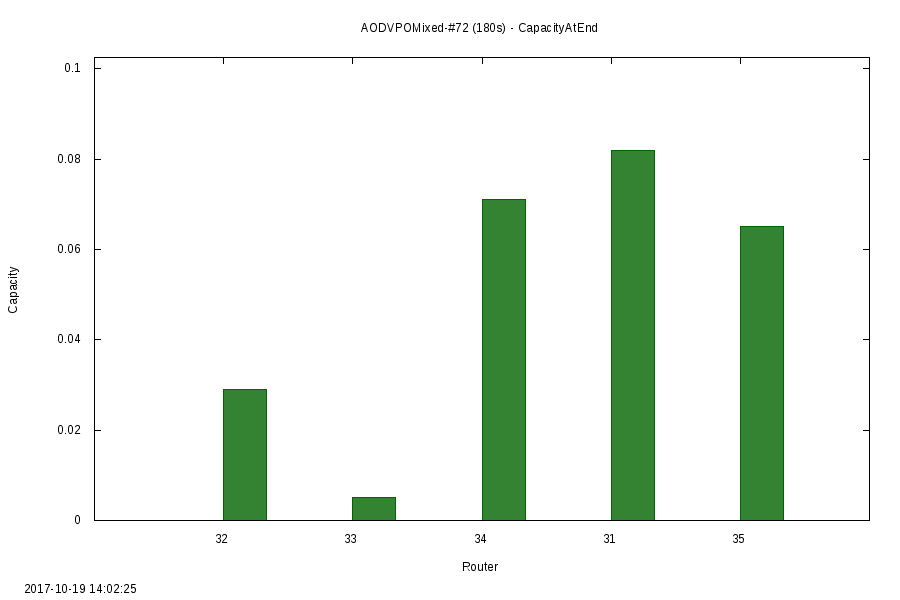 AODVPOMixed-#72 (180s) - CapacityAtEnd
0.1
0.08
0.06
0.04
0.02
0
Capacity
32 33 34 31 35
Router
2017-10-19 14:02:25